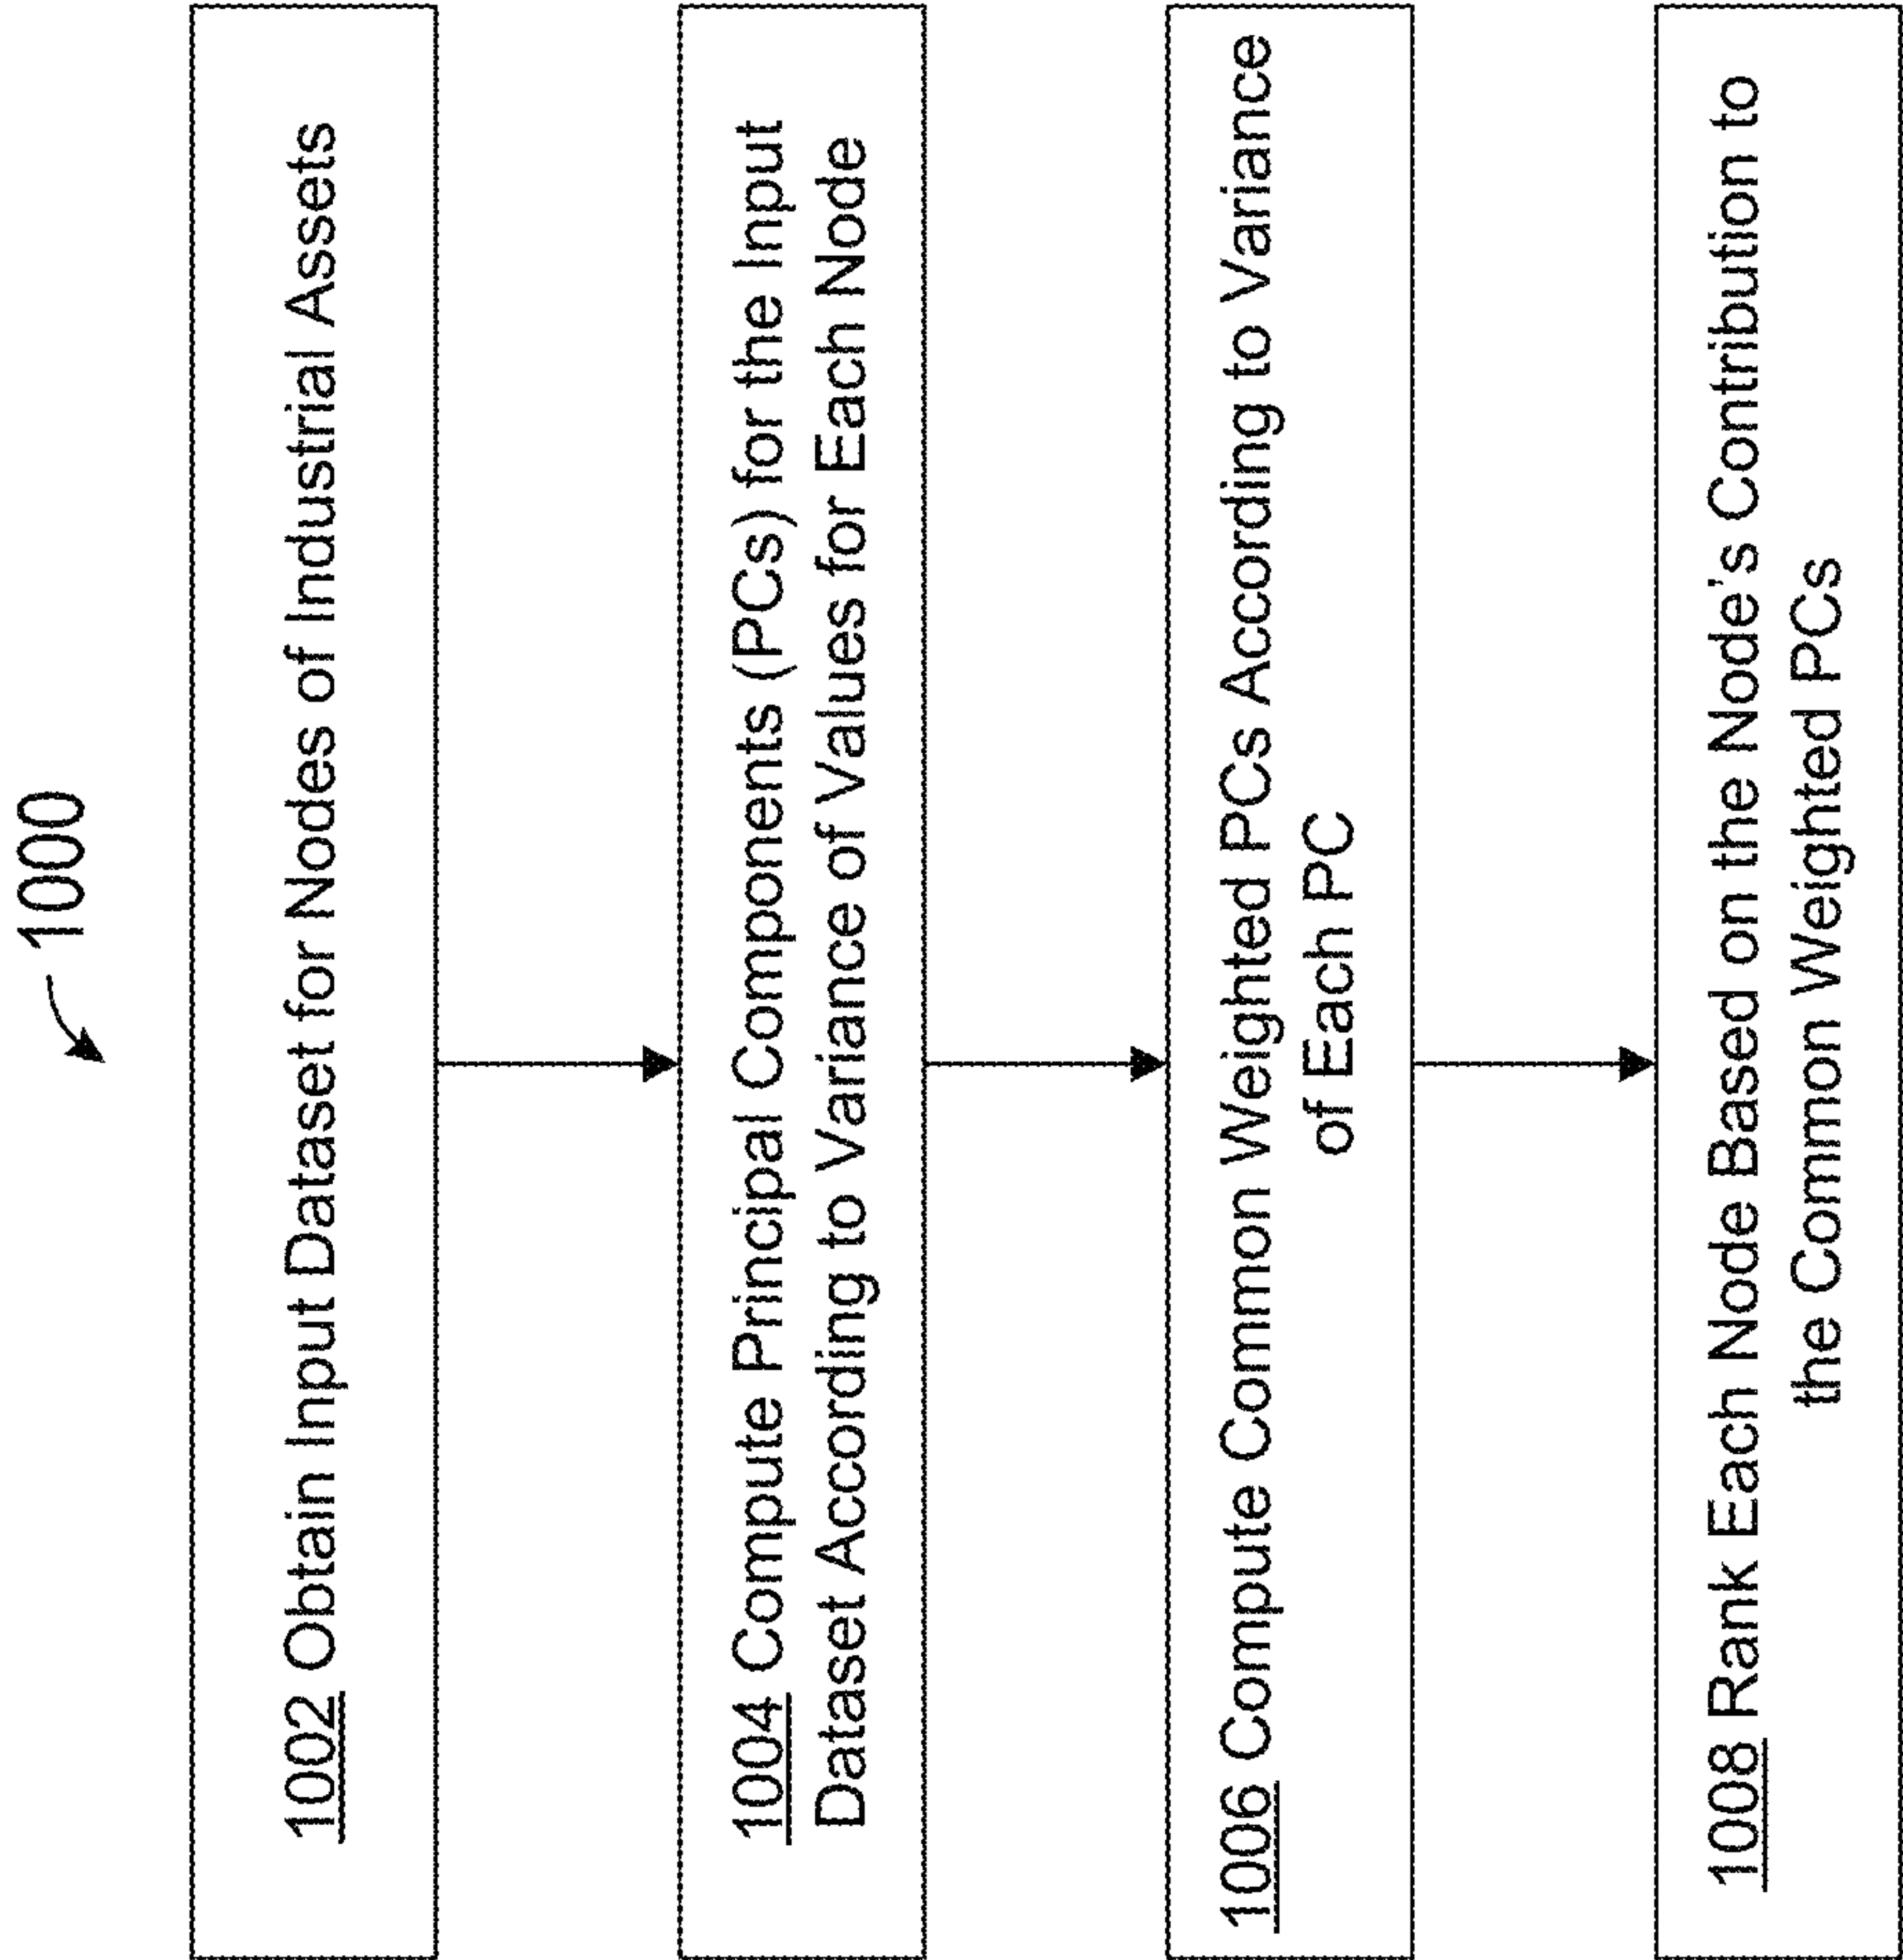 1000
1002 Obtain Input Dataset for Nodes of Industrial Assets
1004 Compute Principal Components (PCs) for the Input
Dataset According to Variance of Values for Each Node
1006 Compute Common Weighted PCs According to Variance
of Each PC
1008 Rank Each Node Based on the Node's Contribution to
the Common Weighted PCs